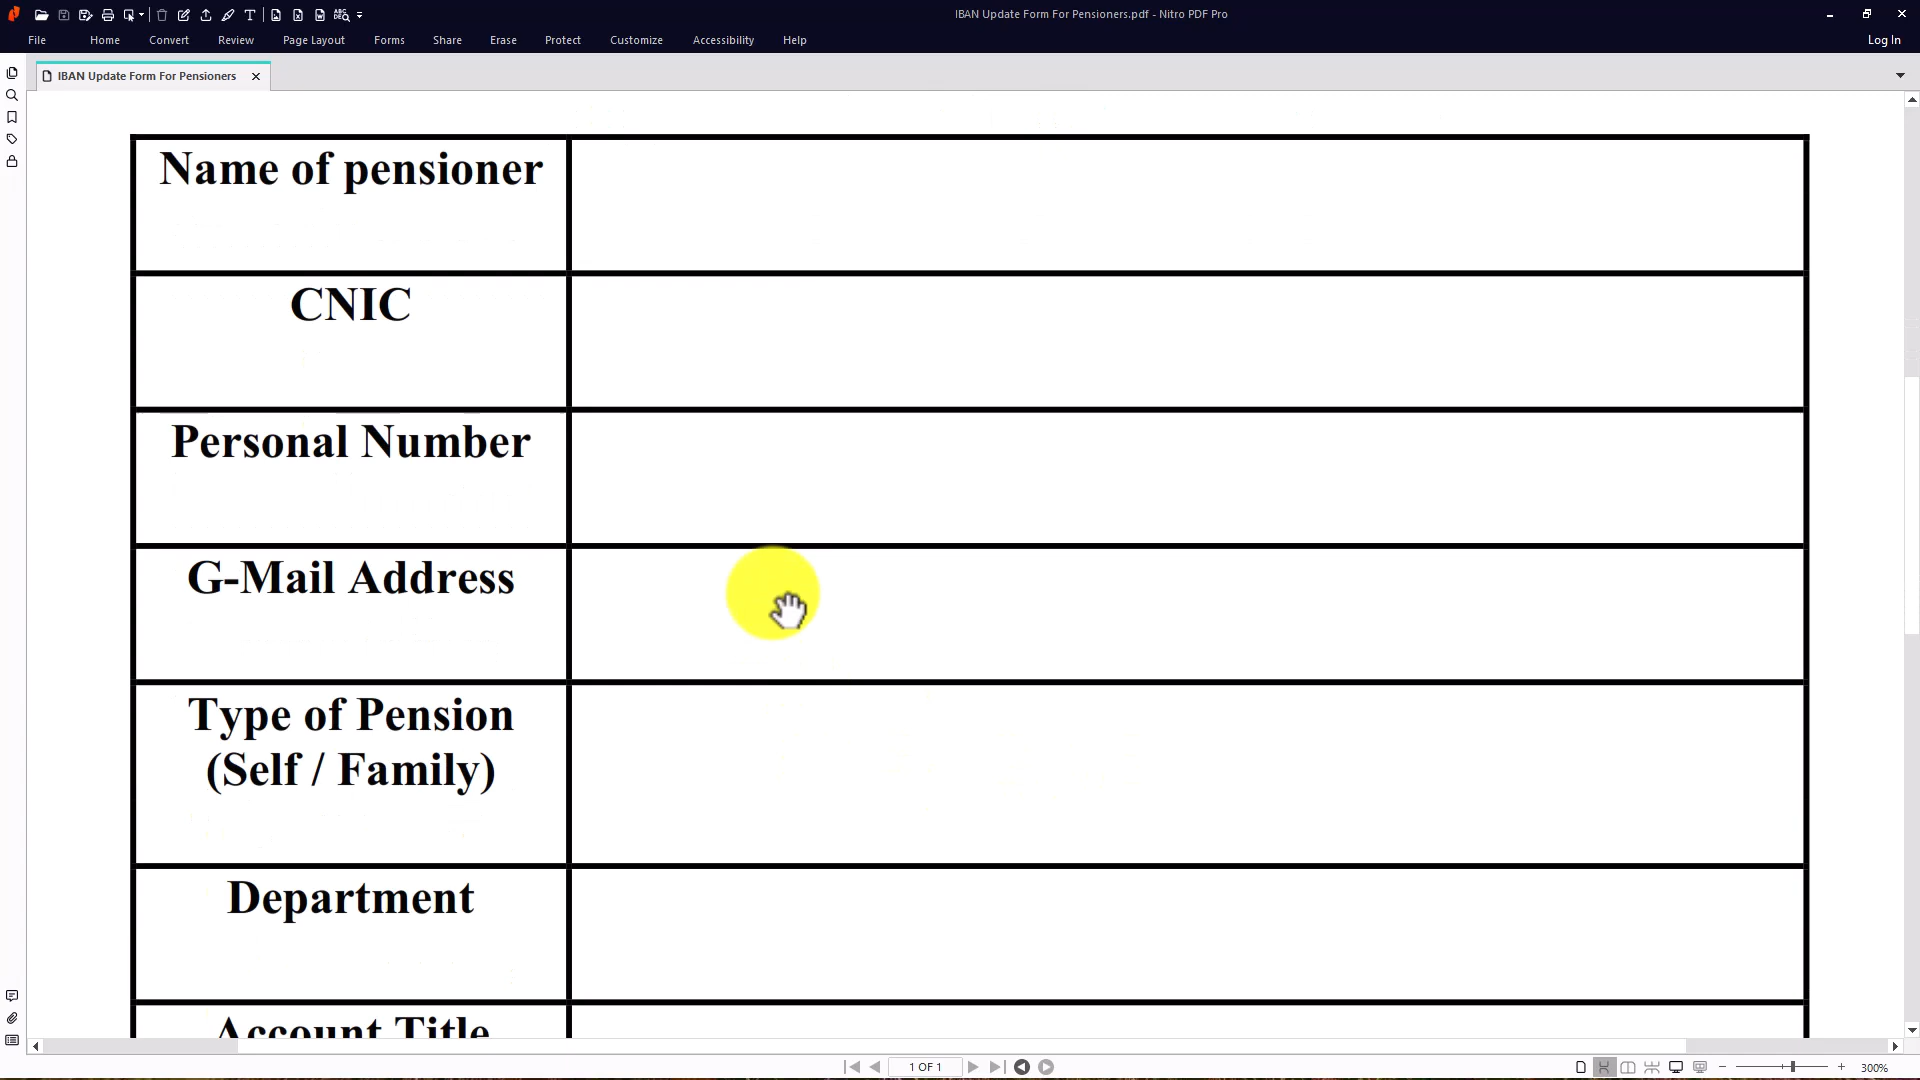 IBAN Update Form For Pensioners.pdf - Nitro PDF Pro
File Home Convert Review Page Layout Forms Share Erase Protect Customize Accessibility Help Log In
IBAN Update Form For Pensioners
Name of pensioner
CNIC
Personal Number
G-Mail Address
Type of Pension
(Self / Family)
Department
Account Title
1 OF 1
300%